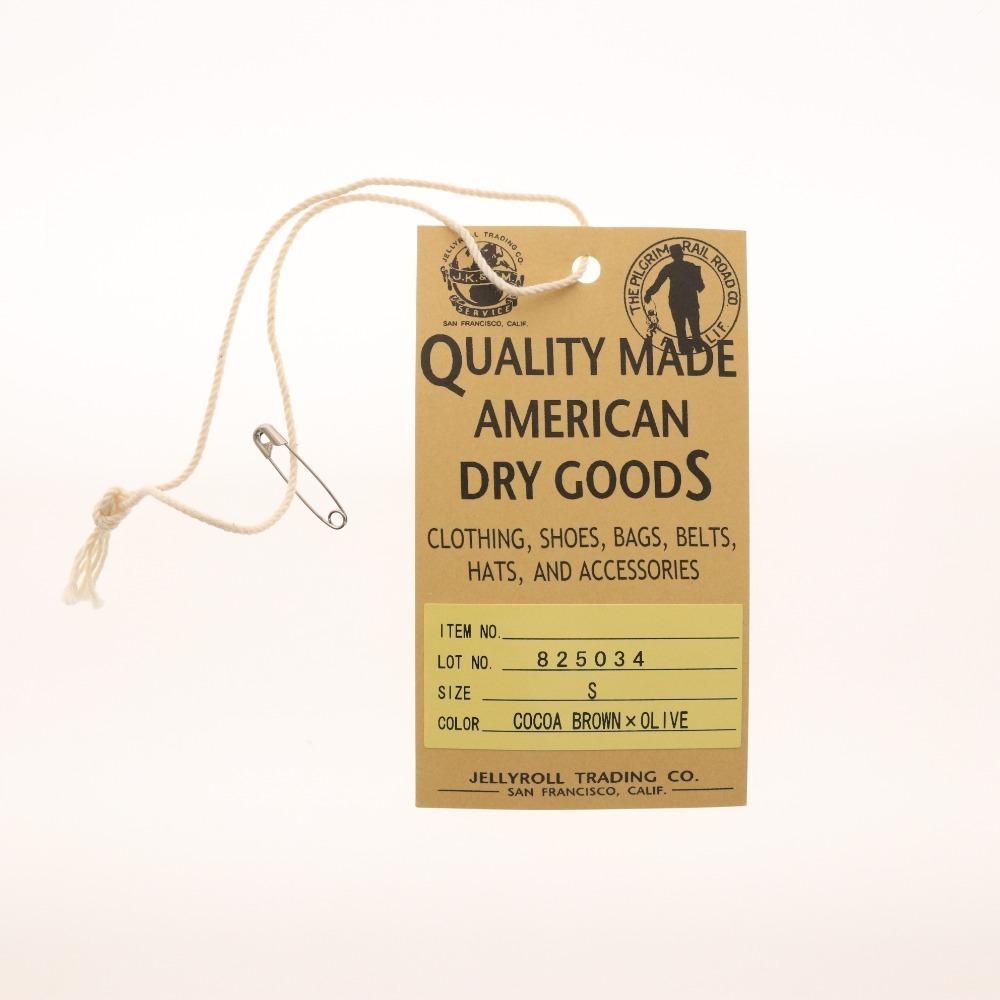 JELLYROLL TRADING CO.
J.K. & M.
SERVICE
SAN FRANCISCO, CALIF.
THE PILGRIM RAIL ROAD CO
QUALITY MADE
AMERICAN
DRY GOODS
CLOTHING, SHOES, BAGS, BELTS,
HATS, AND ACCESSORIES
ITEM NO.
LOT NO. 825034
SIZE S
COLOR COCOA BROWN×OLIVE
JELLYROLL TRADING CO.
SAN FRANCISCO, CALIF.